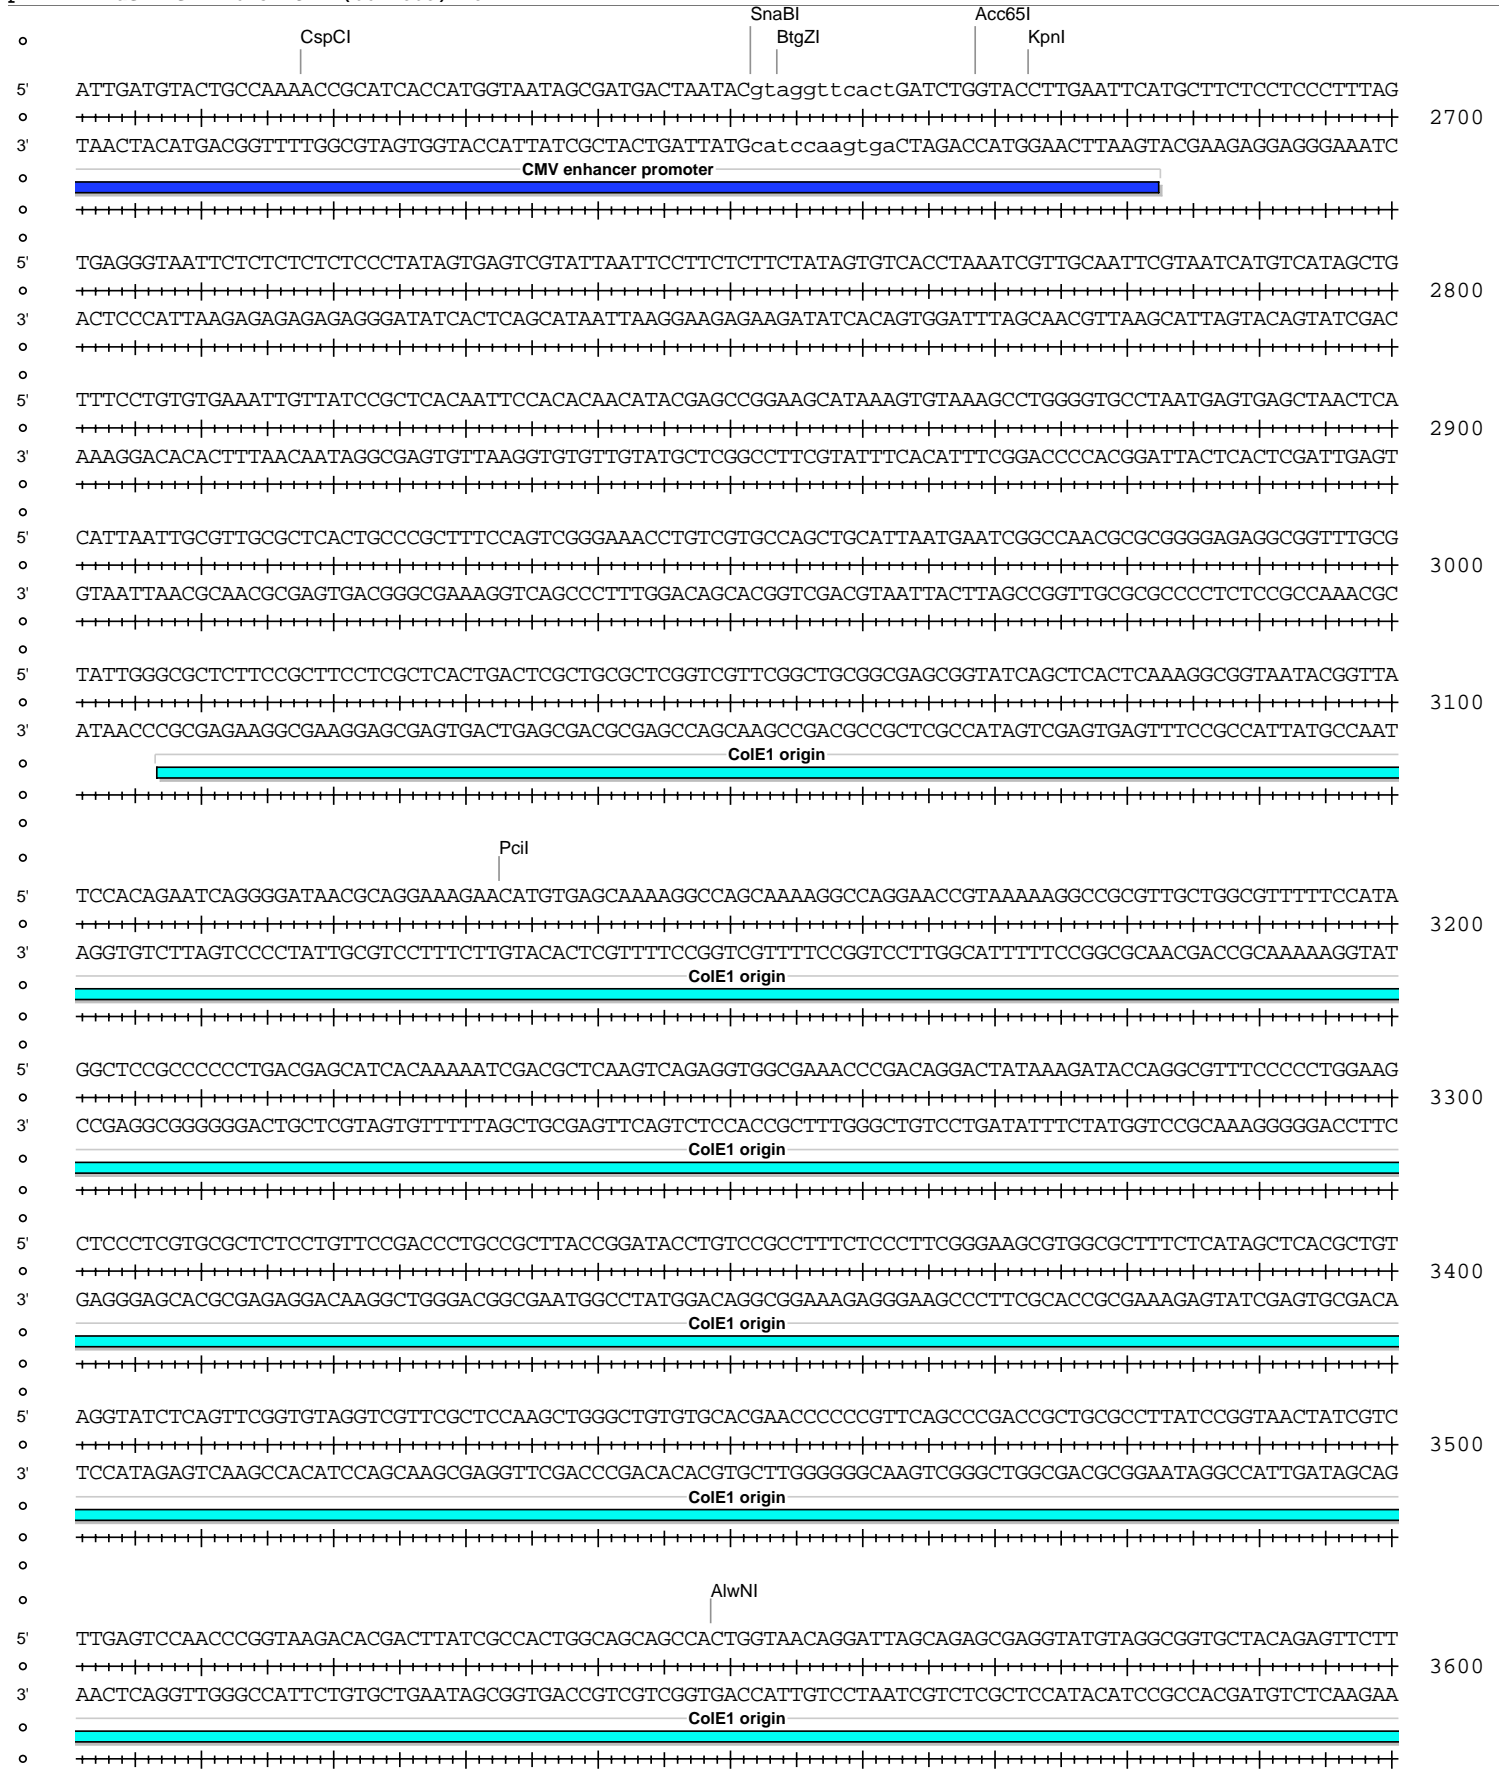 SnaBI Acc65I
CspCI BtgZI KpnI
5' ATTGATGTACTGCCAAAACCGCATCACCATGGTAATAGCGATGACTAATACgtaggttcactGATCTGGTACCTTGAATTCATGCTTCTCCTCCCTTTAG
2700
3' TAACTACATGACGGTTTTGGCGTAGTGGTACCATTATCGCTACTGATTATGcatccaagtgaCTAGACCATGGAACTTAAGTACGAAGAGGAGGGAAATC
CMV enhancer promoter
5' TGAGGGTAATTCTCTCTCTCTCCCTATAGTGAGTCGTATTAATTCCTTCTCTTCTATAGTGTCACCTAAATCGTTGCAATTCGTAATCATGTCATAGCTG
2800
3' ACTCCCATTAAGAGAGAGAGAGGGATATCACTCAGCATAATTAAGGAAGAGAAGATATCACAGTGGATTTAGCAACGTTAAGCATTAGTACAGTATCGAC
5' TTTCCTGTGTGAAATTGTTATCCGCTCACAATTCCACACAACATACGAGCCGGAAGCATAAAGTGTAAAGCCTGGGGTGCCTAATGAGTGAGCTAACTCA
2900
3' AAAGGACACACTTTAACAATAGGCGAGTGTTAAGGTGTGTTGTATGCTCGGCCTTCGTATTTCACATTTCGGACCCCACGGATTACTCACTCGATTGAGT
5' CATTAATTGCGTTGCGCTCACTGCCCGCTTTCCAGTCGGGAAACCTGTCGTGCCAGCTGCATTAATGAATCGGCCAACGCGCGGGGAGAGGCGGTTTGCG
3000
3' GTAATTAACGCAACGCGAGTGACGGGCGAAAGGTCAGCCCTTTGGACAGCACGGTCGACGTAATTACTTAGCCGGTTGCGCGCCCCTCTCCGCCAAACGC
5' TATTGGGCGCTCTTCCGCTTCCTCGCTCACTGACTCGCTGCGCTCGGTCGTTCGGCTGCGGCGAGCGGTATCAGCTCACTCAAAGGCGGTAATACGGTTA
3100
3' ATAACCCGCGAGAAGGCGAAGGAGCGAGTGACTGAGCGACGCGAGCCAGCAAGCCGACGCCGCTCGCCATAGTCGAGTGAGTTTCCGCCATTATGCCAAT
ColE1 origin
PciI
5' TCCACAGAATCAGGGGATAACGCAGGAAAGAACATGTGAGCAAAAGGCCAGCAAAAGGCCAGGAACCGTAAAAAGGCCGCGTTGCTGGCGTTTTTCCATA
3200
3' AGGTGTCTTAGTCCCCTATTGCGTCCTTTCTTGTACACTCGTTTTCCGGTCGTTTTCCGGTCCTTGGCATTTTTCCGGCGCAACGACCGCAAAAAGGTAT
ColE1 origin
5' GGCTCCGCCCCCCTGACGAGCATCACAAAAATCGACGCTCAAGTCAGAGGTGGCGAAACCCGACAGGACTATAAAGATACCAGGCGTTTCCCCCTGGAAG
3300
3' CCGAGGCGGGGGGACTGCTCGTAGTGTTTTTAGCTGCGAGTTCAGTCTCCACCGCTTTGGGCTGTCCTGATATTTCTATGGTCCGCAAAGGGGGACCTTC
ColE1 origin
5' CTCCCTCGTGCGCTCTCCTGTTCCGACCCTGCCGCTTACCGGATACCTGTCCGCCTTTCTCCCTTCGGGAAGCGTGGCGCTTTCTCATAGCTCACGCTGT
3400
3' GAGGGAGCACGCGAGAGGACAAGGCTGGGACGGCGAATGGCCTATGGACAGGCGGAAAGAGGGAAGCCCTTCGCACCGCGAAAGAGTATCGAGTGCGACA
ColE1 origin
5' AGGTATCTCAGTTCGGTGTAGGTCGTTCGCTCCAAGCTGGGCTGTGTGCACGAACCCCCCGTTCAGCCCGACCGCTGCGCCTTATCCGGTAACTATCGTC
3500
3' TCCATAGAGTCAAGCCACATCCAGCAAGCGAGGTTCGACCCGACACACGTGCTTGGGGGGCAAGTCGGGCTGGCGACGCGGAATAGGCCATTGATAGCAG
ColE1 origin
AlwNI
5' TTGAGTCCAACCCGGTAAGACACGACTTATCGCCACTGGCAGCAGCCACTGGTAACAGGATTAGCAGAGCGAGGTATGTAGGCGGTGCTACAGAGTTCTT
3600
3' AACTCAGGTTGGGCCATTCTGTGCTGAATAGCGGTGACCGTCGTCGGTGACCATTGTCCTAATCGTCTCGCTCCATACATCCGCCACGATGTCTCAAGAA
ColE1 origin